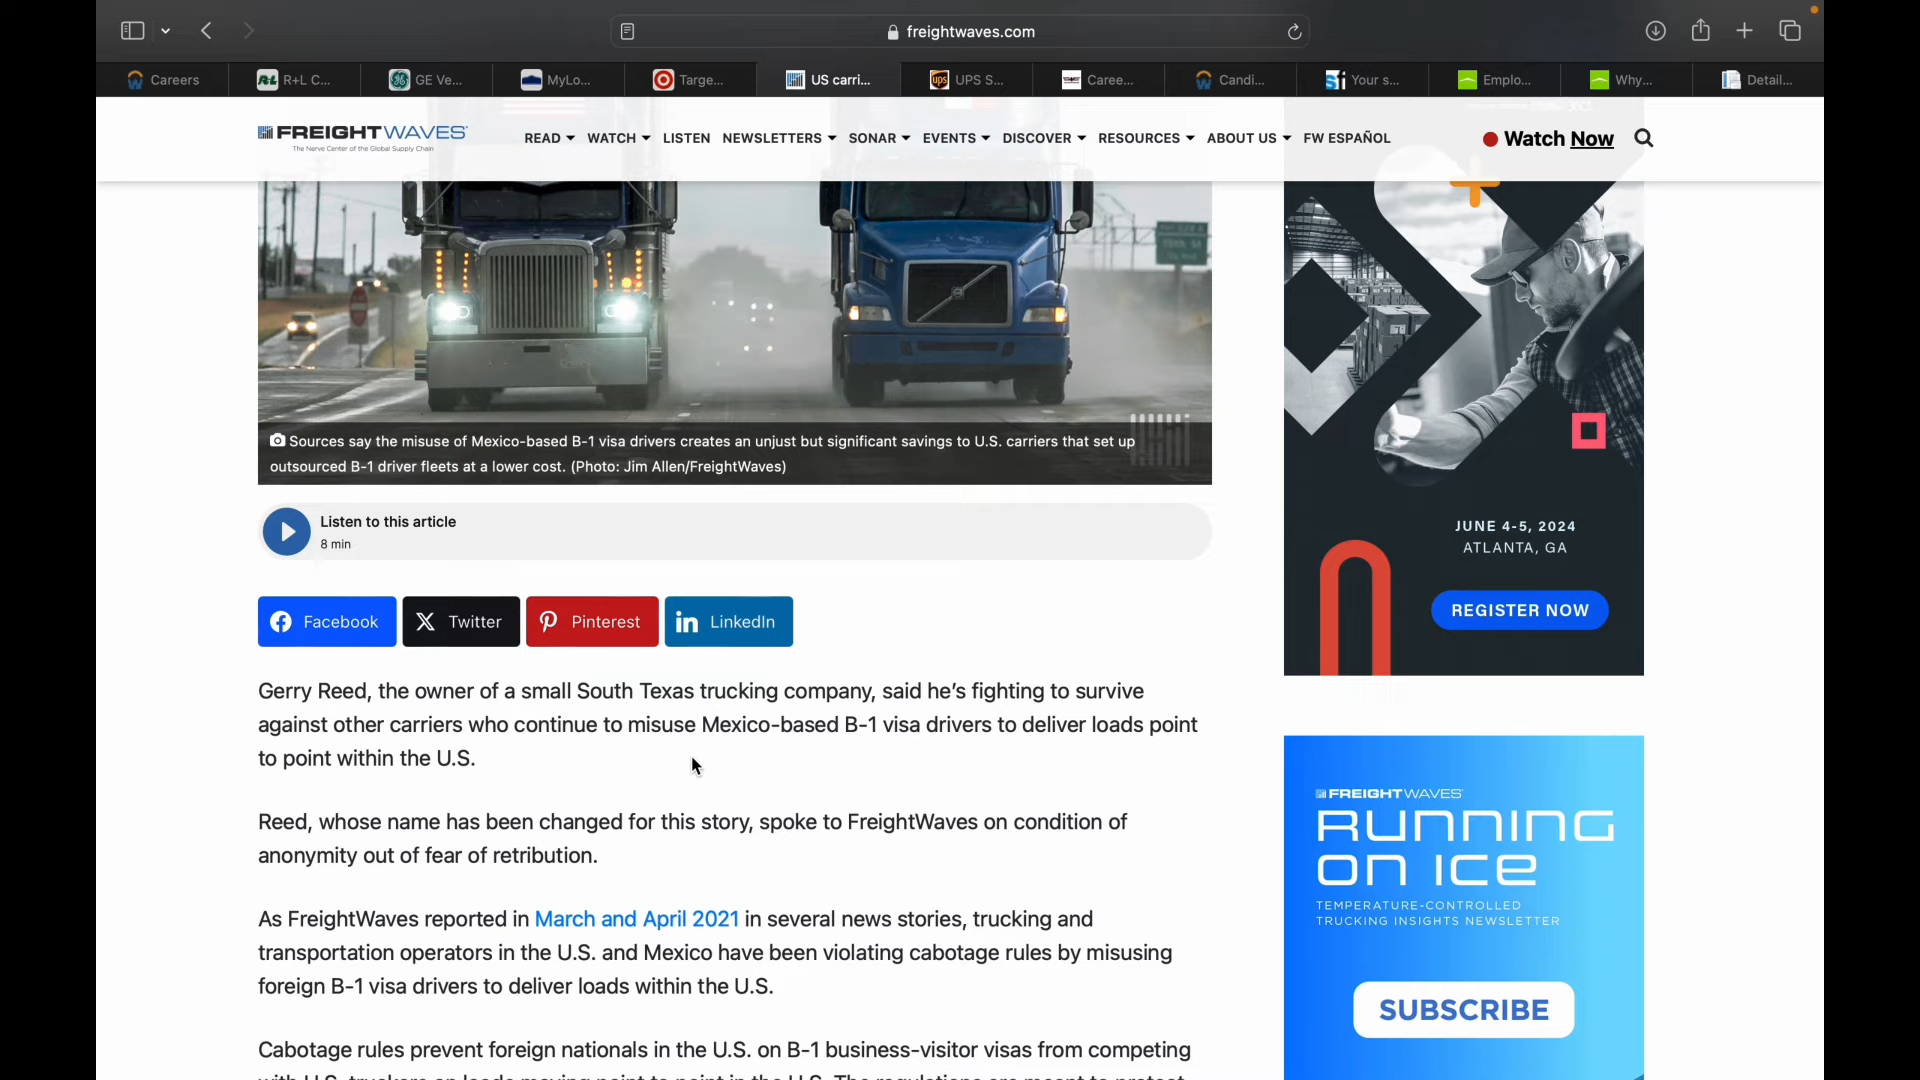 freightwaves.com
Careers
R+L C...
GE Ve...
MyLo...
Targe...
US carri...
UPS S...
Caree...
Candi...
Your s...
Emplo...
Why...
Detail...
FREIGHTWAVES
The Nerve Center of the Global Supply Chain
READ
WATCH
LISTEN
NEWSLETTERS
SONAR
EVENTS
DISCOVER
RESOURCES
ABOUT US
FW ESPAÑOL
Watch Now
Sources say the misuse of Mexico-based B-1 visa drivers creates an unjust but significant savings to U.S. carriers that set up
outsourced B-1 driver fleets at a lower cost. (Photo: Jim Allen/FreightWaves)
Listen to this article
8 min
Facebook
Twitter
Pinterest
LinkedIn
Gerry Reed, the owner of a small South Texas trucking company, said he's fighting to survive
against other carriers who continue to misuse Mexico-based B-1 visa drivers to deliver loads point
to point within the U.S.
Reed, whose name has been changed for this story, spoke to FreightWaves on condition of
anonymity out of fear of retribution.
As FreightWaves reported in March and April 2021 in several news stories, trucking and
transportation operators in the U.S. and Mexico have been violating cabotage rules by misusing
foreign B-1 visa drivers to deliver loads within the U.S.
Cabotage rules prevent foreign nationals in the U.S. on B-1 business-visitor visas from competing
JUNE 4-5, 2024
ATLANTA, GA
REGISTER NOW
FREIGHTWAVES
RUNNING
ON ICE
TEMPERATURE-CONTROLLED
TRUCKING INSIGHTS NEWSLETTER
SUBSCRIBE